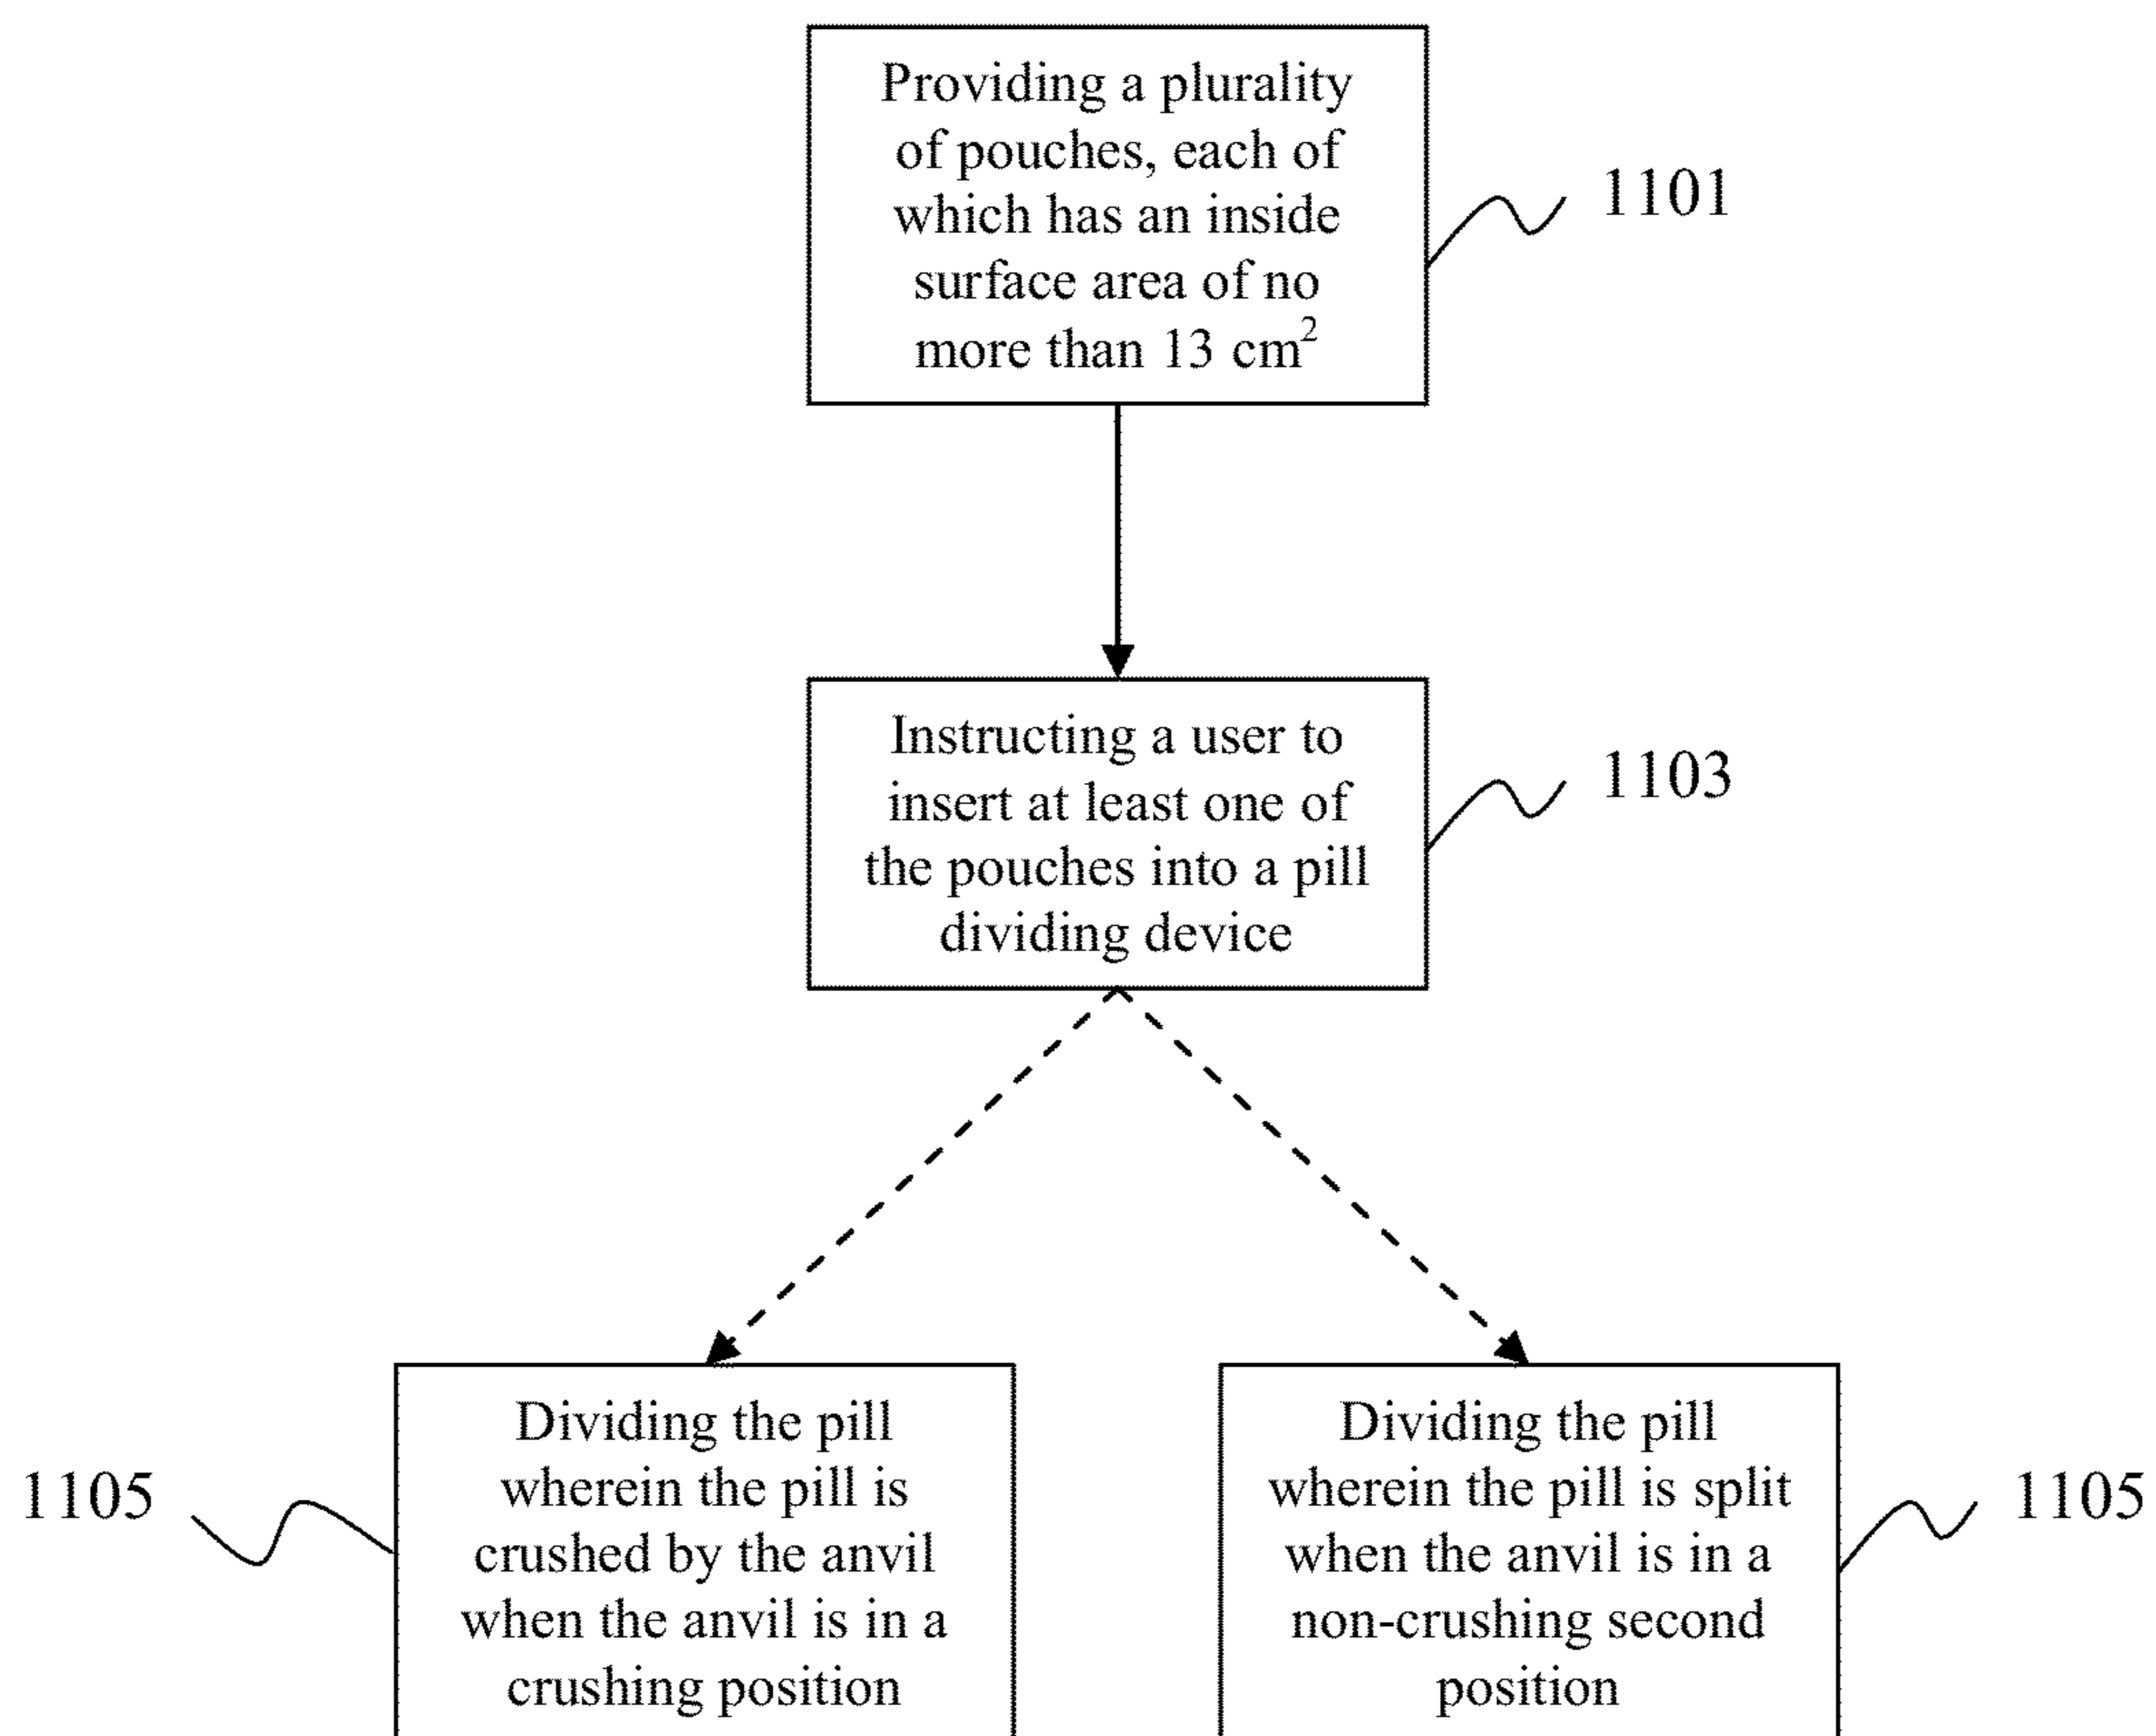 Providing a plurality
of pouches, each of
which has an inside
surface area of no
more than 13 cm²
1101
Instructing a user to
insert at least one of
the pouches into a pill
dividing device
1103
Dividing the pill
wherein the pill is
crushed by the anvil
when the anvil is in a
crushing position
1105
Dividing the pill
wherein the pill is split
when the anvil is in a
non-crushing second
position
1105